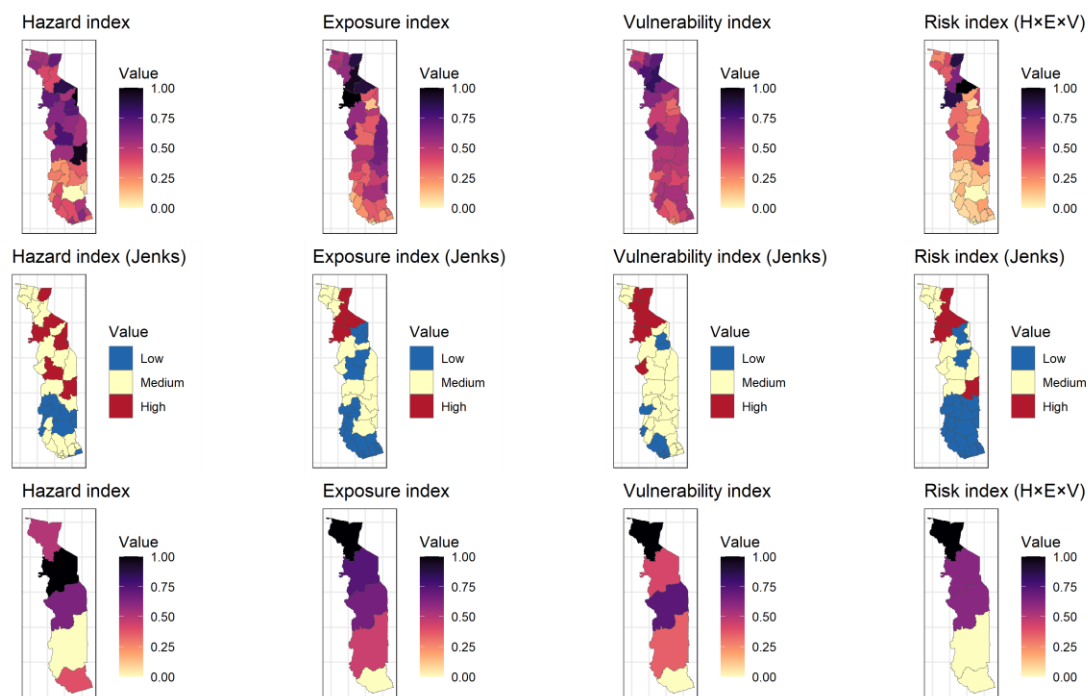 Hazard index
Value
1.00
0.75
0.50
0.25
0.00
Exposure index
Value
1.00
0.75
0.50
0.25
0.00
Vulnerability index
Value
1.00
0.75
0.50
0.25
0.00
Risk index (H×E×V)
Value
1.00
0.75
0.50
0.25
0.00
Hazard index (Jenks)
Value
Low
Medium
High
Exposure index (Jenks)
Value
Low
Medium
High
Vulnerability index (Jenks)
Value
Low
Medium
High
Risk index (Jenks)
Value
Low
Medium
High
Hazard index
Value
1.00
0.75
0.50
0.25
0.00
Exposure index
Value
1.00
0.75
0.50
0.25
0.00
Vulnerability index
Value
1.00
0.75
0.50
0.25
0.00
Risk index (H×E×V)
Value
1.00
0.75
0.50
0.25
0.00